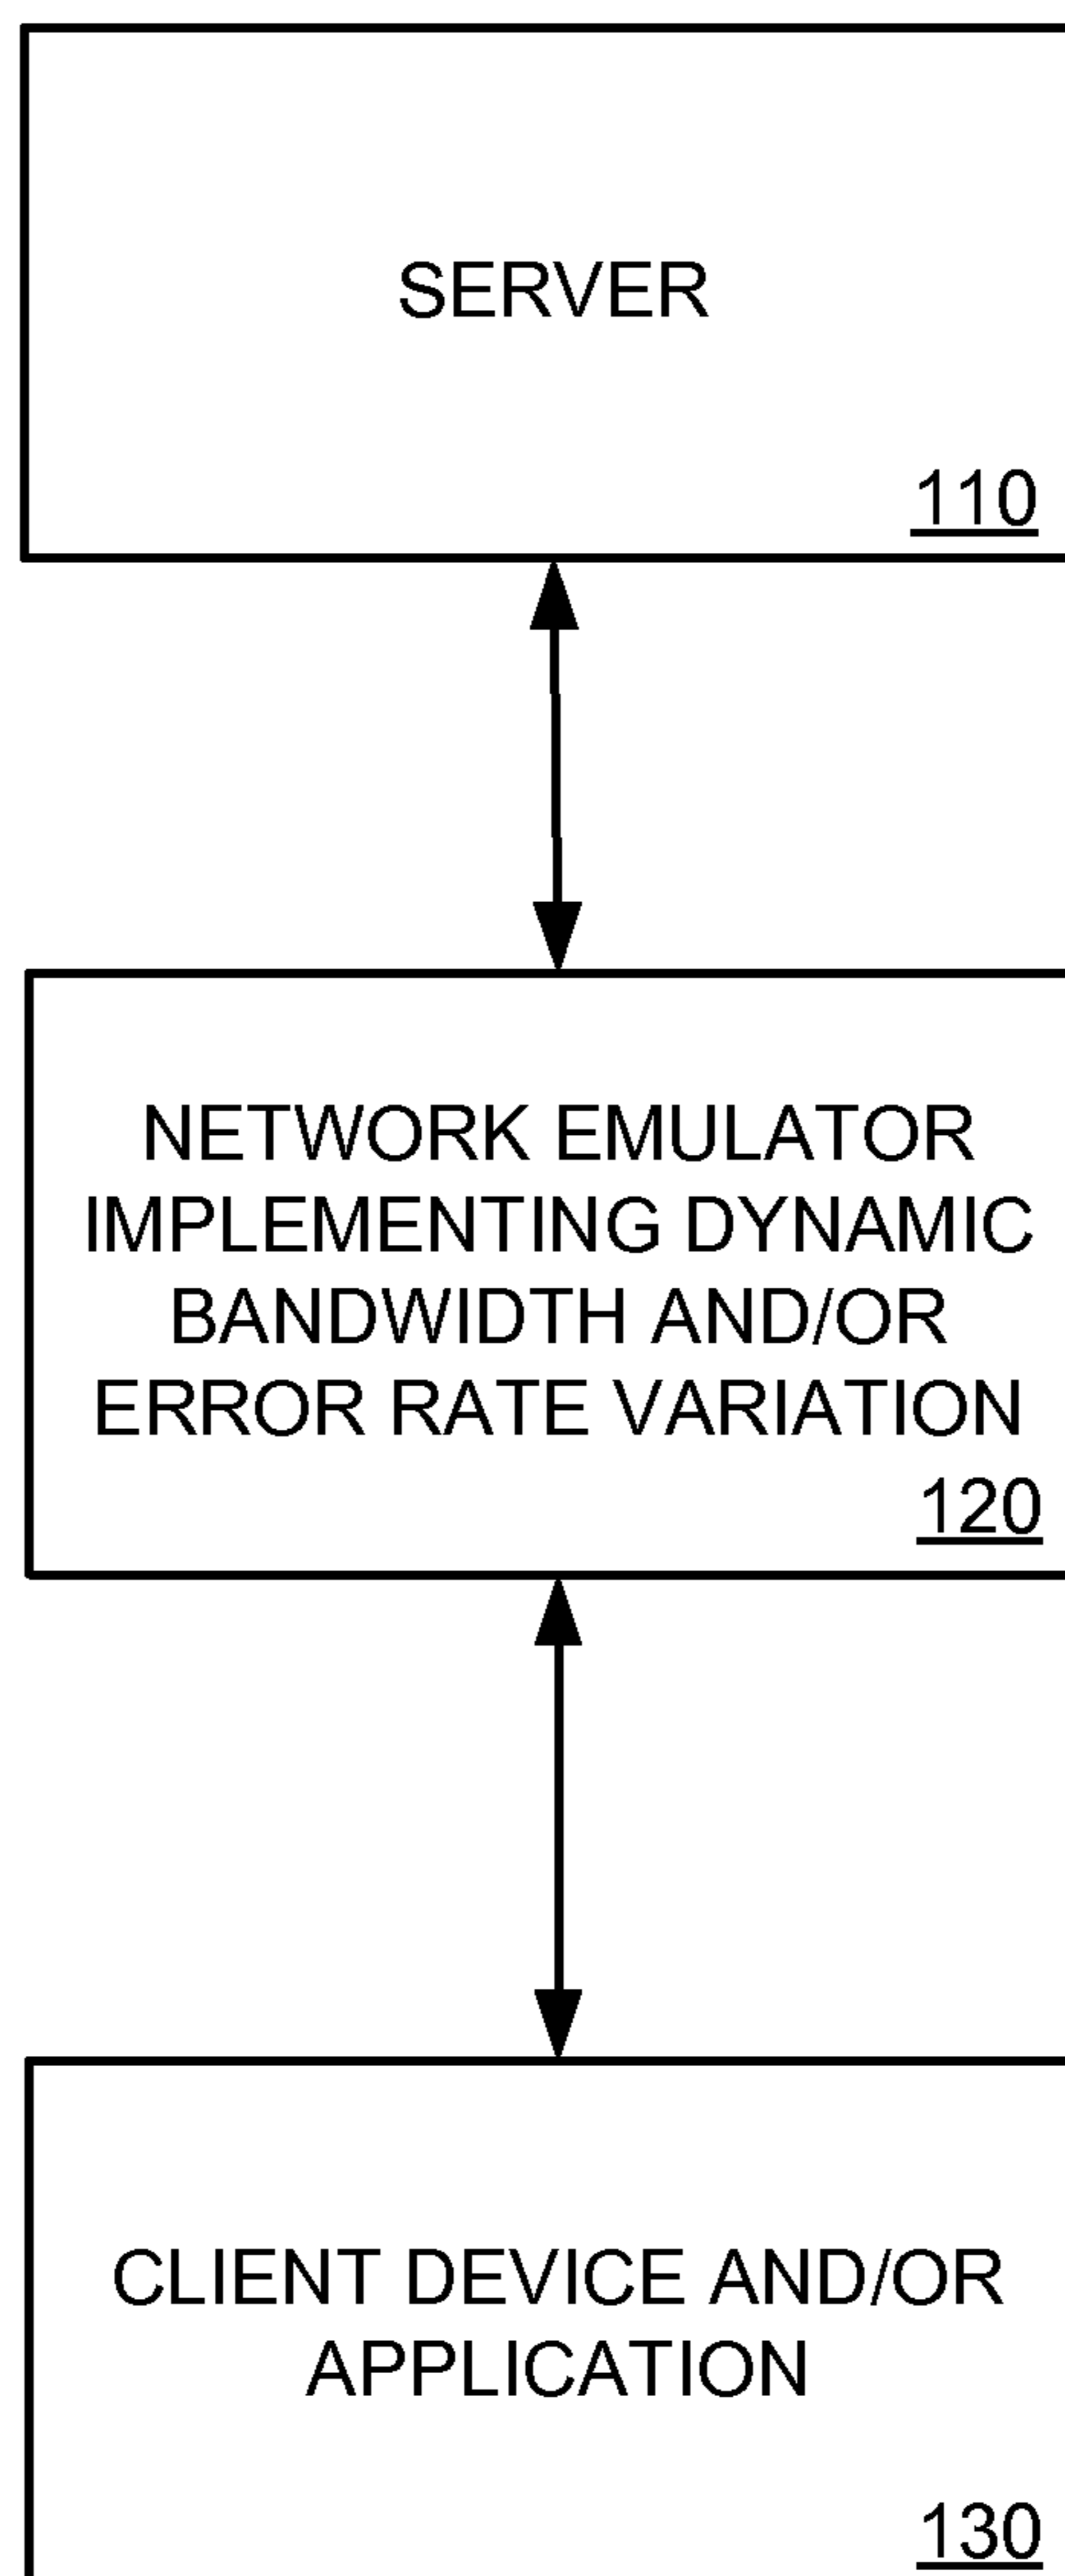 SERVER
110
NETWORK EMULATOR
IMPLEMENTING DYNAMIC
BANDWIDTH AND/OR
ERROR RATE VARIATION
120
CLIENT DEVICE AND/OR
APPLICATION
130